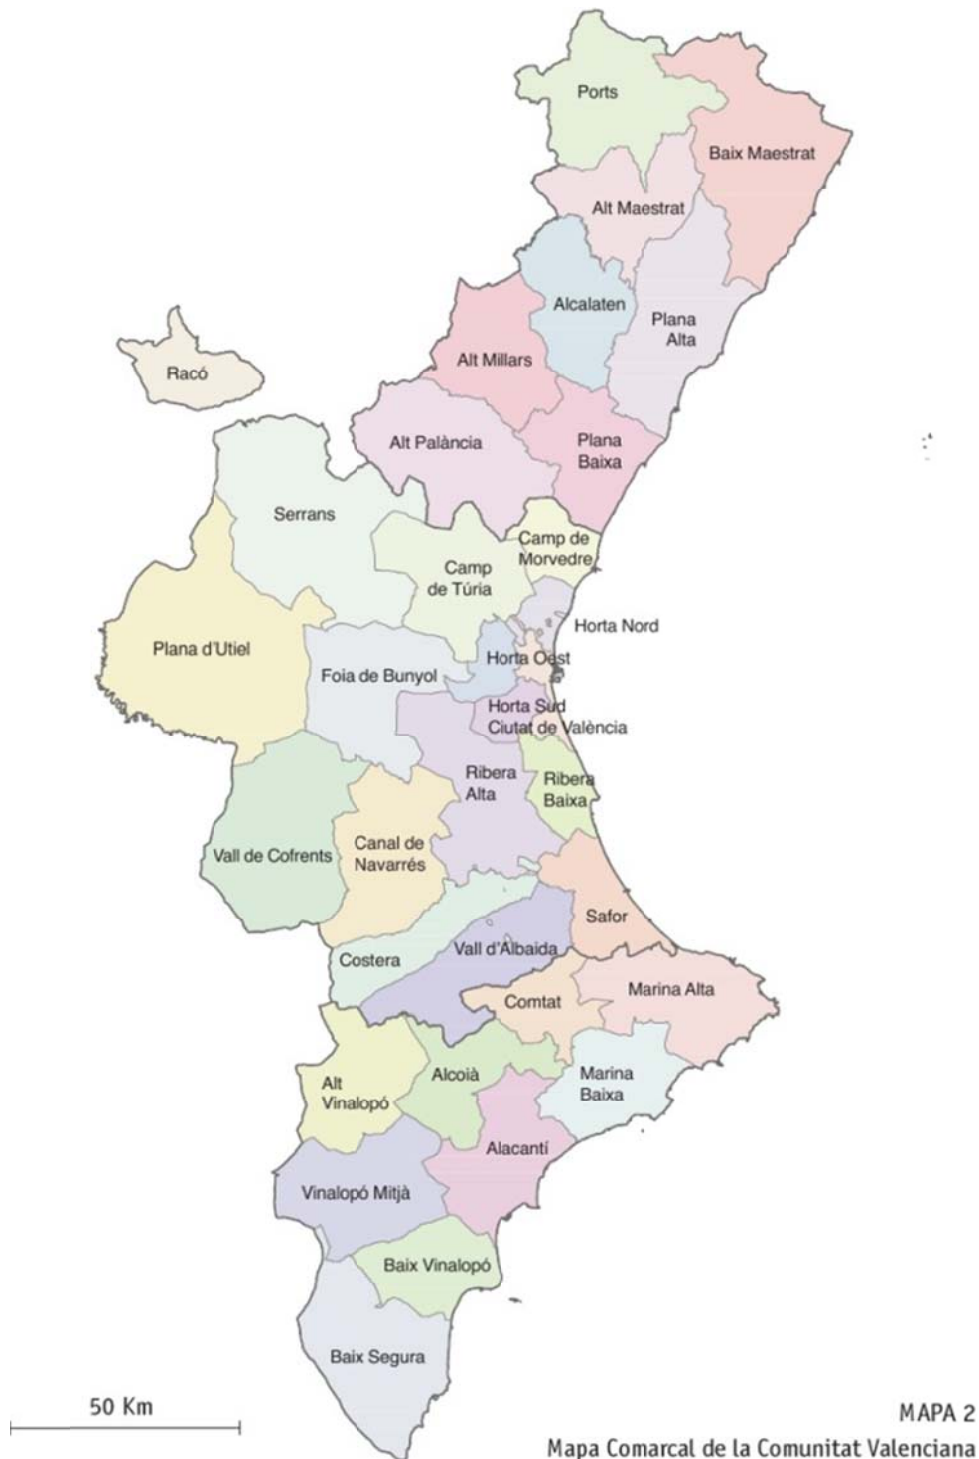 Ports
Baix Maestrat
Alt Maestrat
Alcalaten
Plana
Alta
Alt Millars
Racó
Alt Palància
Plana
Baixa
Serrans
Camp de
Morvedre
Camp
de Túria
Horta Nord
Plana d'Utiel
Horta Oest
Foia de Bunyol
Horta Sud
Ciutat de València
Ribera
Alta
Ribera
Baixa
Vall de Cofrents
Canal de
Navarrés
Safor
Vall d'Albaida
Costera
Marina Alta
Comtat
Alcoià
Marina
Baixa
Alt
Vinalopó
Alacantí
Vinalopó Mitjà
Baix Vinalopó
Baix Segura
50 Km
MAPA 2
Mapa Comarcal de la Comunitat Valenciana